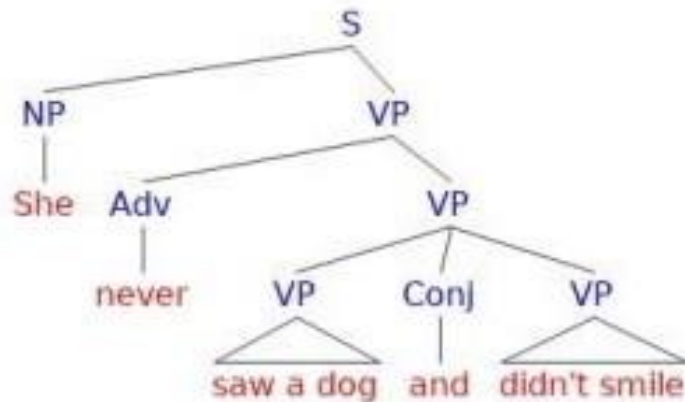 S
NP VP
She Adv VP
never VP Conj VP
saw a dog and didn't smile